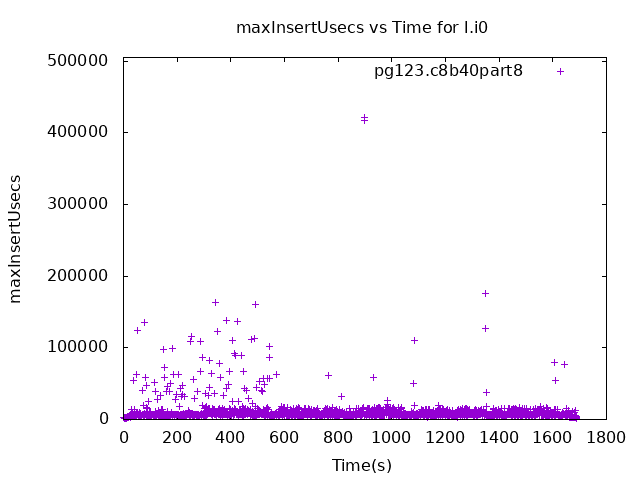 maxInsertUsecs vs Time for l.i0
pg123.c8b40part8
500000
400000
300000
200000
100000
0
maxInsertUsecs
0 200 400 600 800 1000 1200 1400 1600 1800
Time(s)